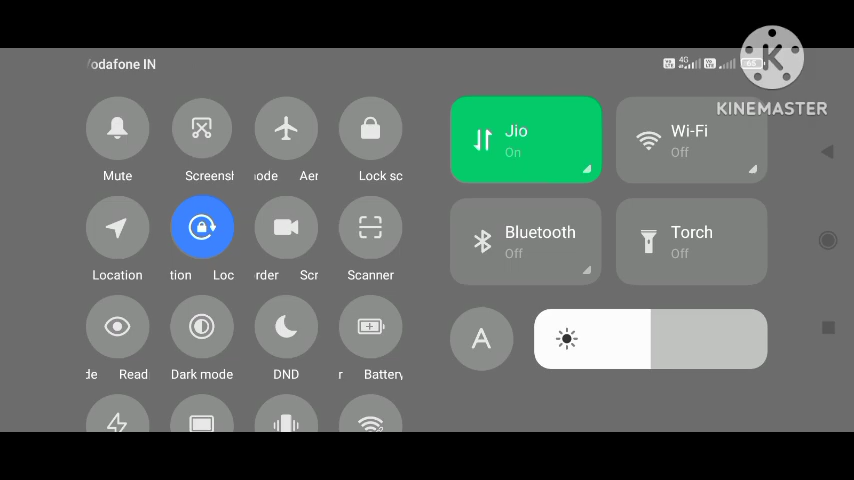 /odafone IN
4G
KINEMASTER
Mute
Screensh
ode Aer
Lock sc
Jio
On
Wi-Fi
Off
Location
tion Loc
rder Scr
Scanner
Bluetooth
Off
Torch
Off
de Read
Dark mode
DND
r Battery
A